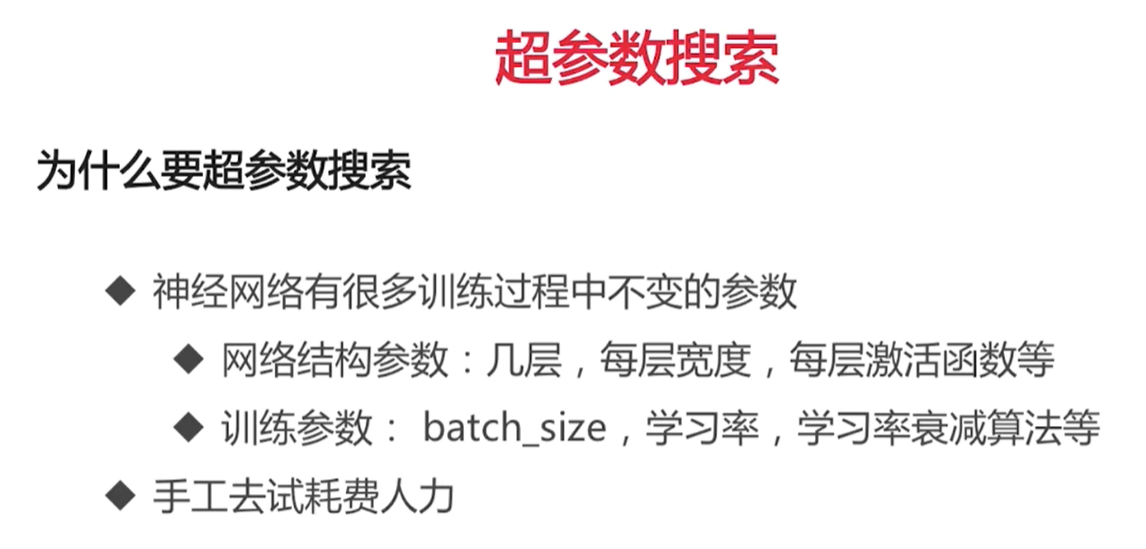 超参数搜索
为什么要超参数搜索
◆ 神经网络有很多训练过程中不变的参数
◆ 网络结构参数：几层，每层宽度，每层激活函数等
◆ 训练参数： batch_size，学习率，学习率衰减算法等
◆ 手工去试耗费人力